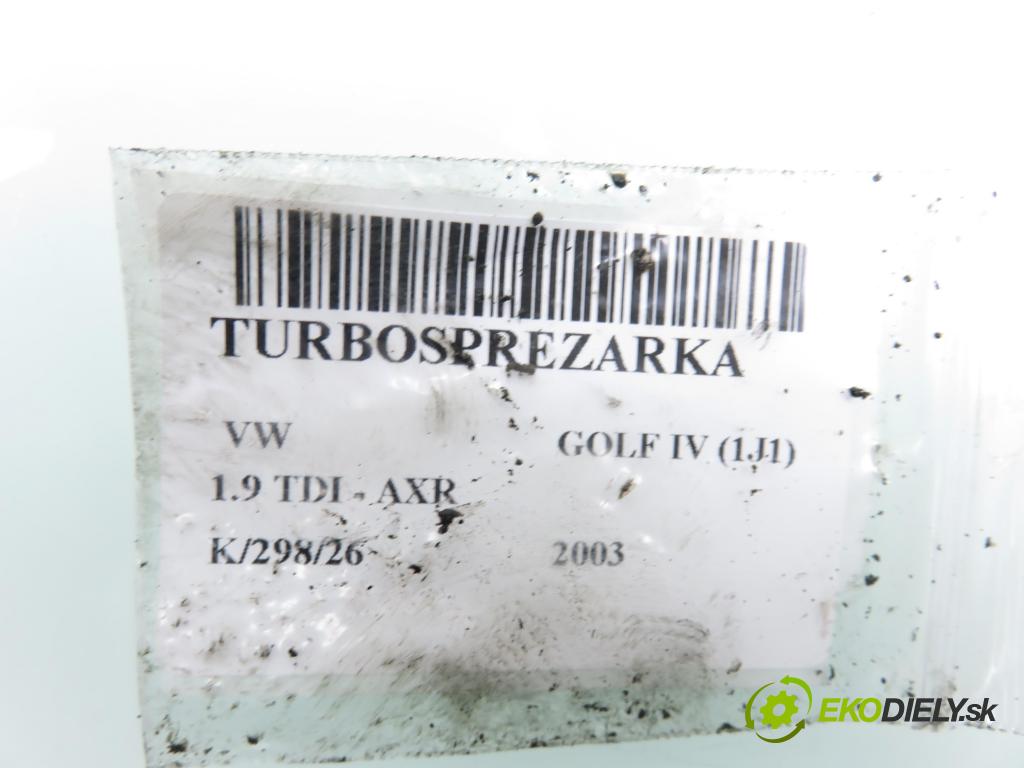 TURBOSPREZARKA
VW GOLF IV (1J1)
1.9 TDI - AXR
K/298/26 2003
EKODIELY.sk